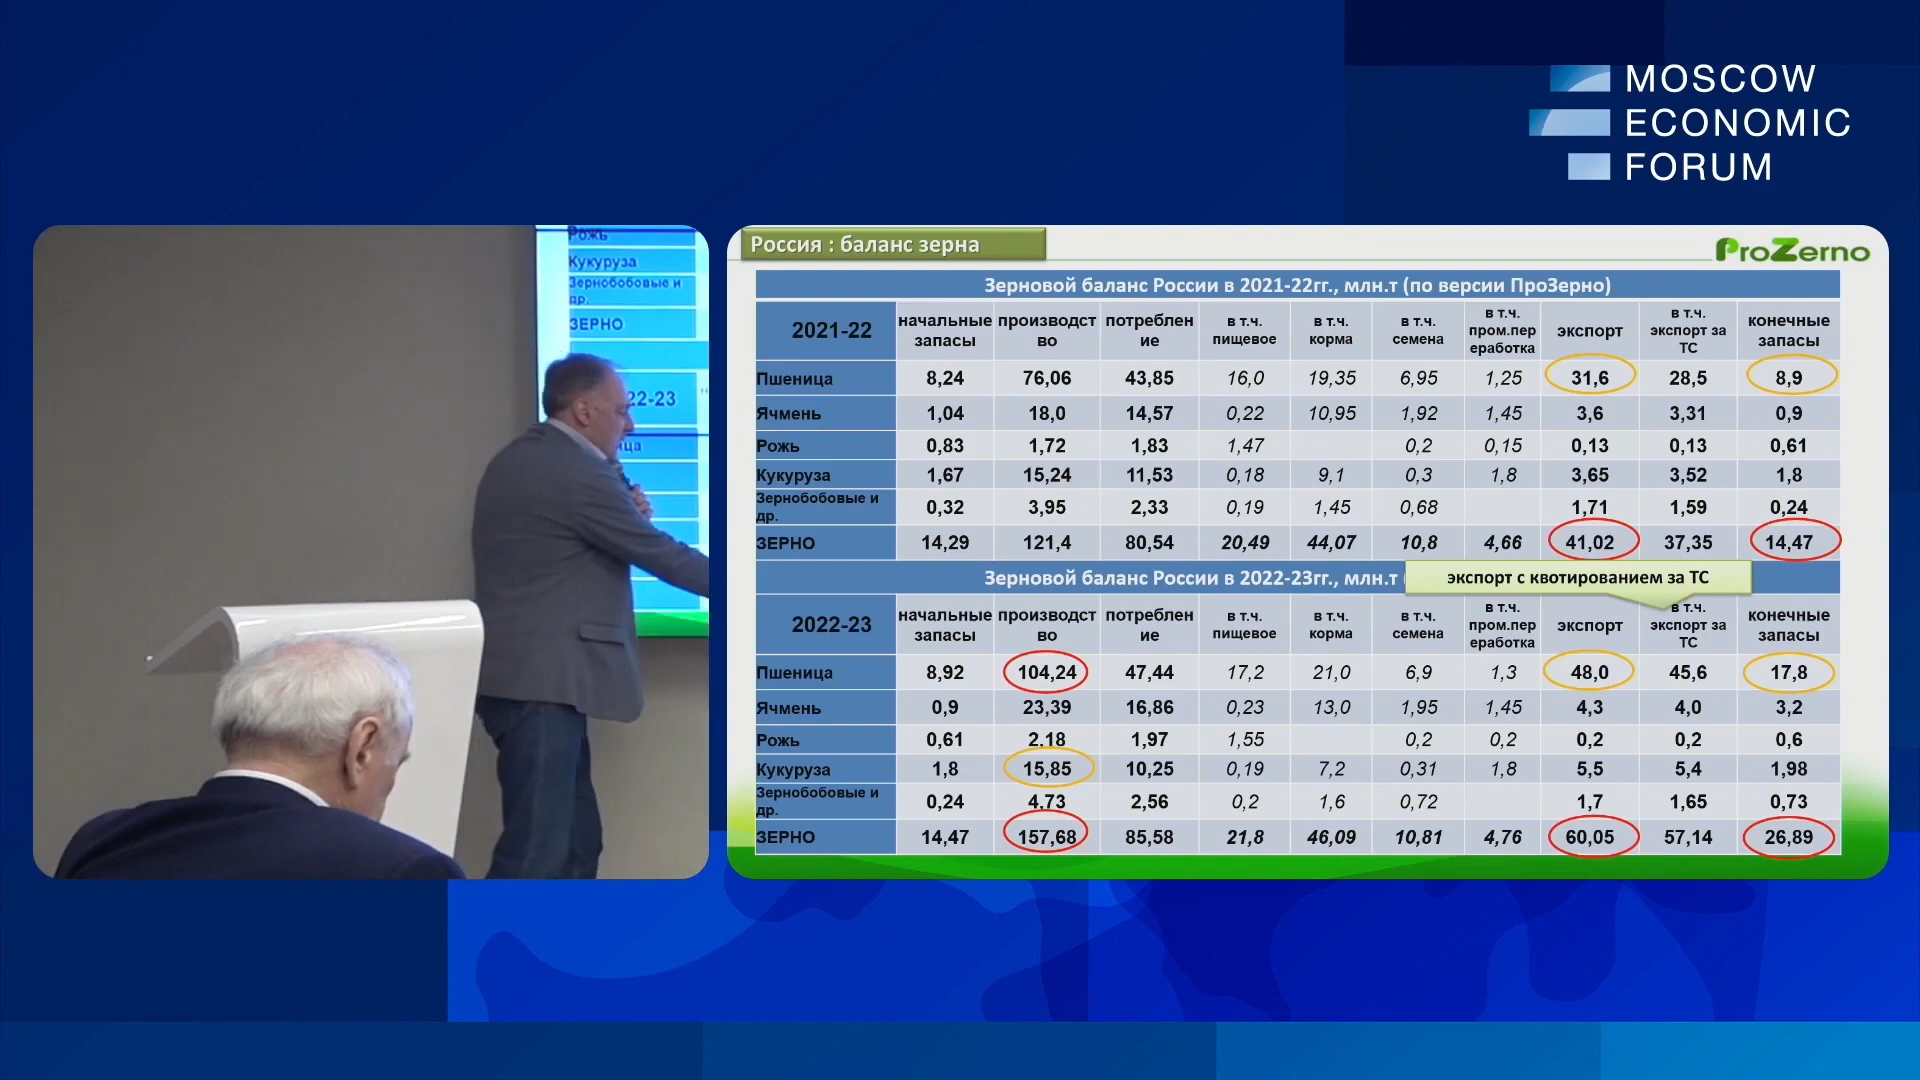 MOSCOW
ECONOMIC
FORUM
Рожь
Кукуруза
Зернобобовые и
др.
ЗЕРНО
22-23
ица
Россия : баланс зерна
ProZerno
Зерновой баланс России в 2021-22гг., млн.т (по версии ПроЗерно)
2021-22 начальные запасы производство потребление в т.ч. пищевое в т.ч. корма в т.ч. семена в т.ч. пром.переработка экспорт в т.ч. экспорт за ТС конечные запасы
Пшеница 8,24 76,06 43,85 16,0 19,35 6,95 1,25 31,6 28,5 8,9
Ячмень 1,04 18,0 14,57 0,22 10,95 1,92 1,45 3,6 3,31 0,9
Рожь 0,83 1,72 1,83 1,47 0,2 0,15 0,13 0,13 0,61
Кукуруза 1,67 15,24 11,53 0,18 9,1 0,3 1,8 3,65 3,52 1,8
Зернобобовые и др. 0,32 3,95 2,33 0,19 1,45 0,68 1,71 1,59 0,24
ЗЕРНО 14,29 121,4 80,54 20,49 44,07 10,8 4,66 41,02 37,35 14,47
Зерновой баланс России в 2022-23гг., млн.т (
экспорт с квотированием за ТС
2022-23 начальные запасы производство потребление в т.ч. пищевое в т.ч. корма в т.ч. семена в т.ч. пром.переработка экспорт в т.ч. экспорт за ТС конечные запасы
Пшеница 8,92 104,24 47,44 17,2 21,0 6,9 1,3 48,0 45,6 17,8
Ячмень 0,9 23,39 16,86 0,23 13,0 1,95 1,45 4,3 4,0 3,2
Рожь 0,61 2,18 1,97 1,55 0,2 0,2 0,2 0,2 0,6
Кукуруза 1,8 15,85 10,25 0,19 7,2 0,31 1,8 5,5 5,4 1,98
Зернобобовые и др. 0,24 4,73 2,56 0,2 1,6 0,72 1,7 1,65 0,73
ЗЕРНО 14,47 157,68 85,58 21,8 46,09 10,81 4,76 60,05 57,14 26,89